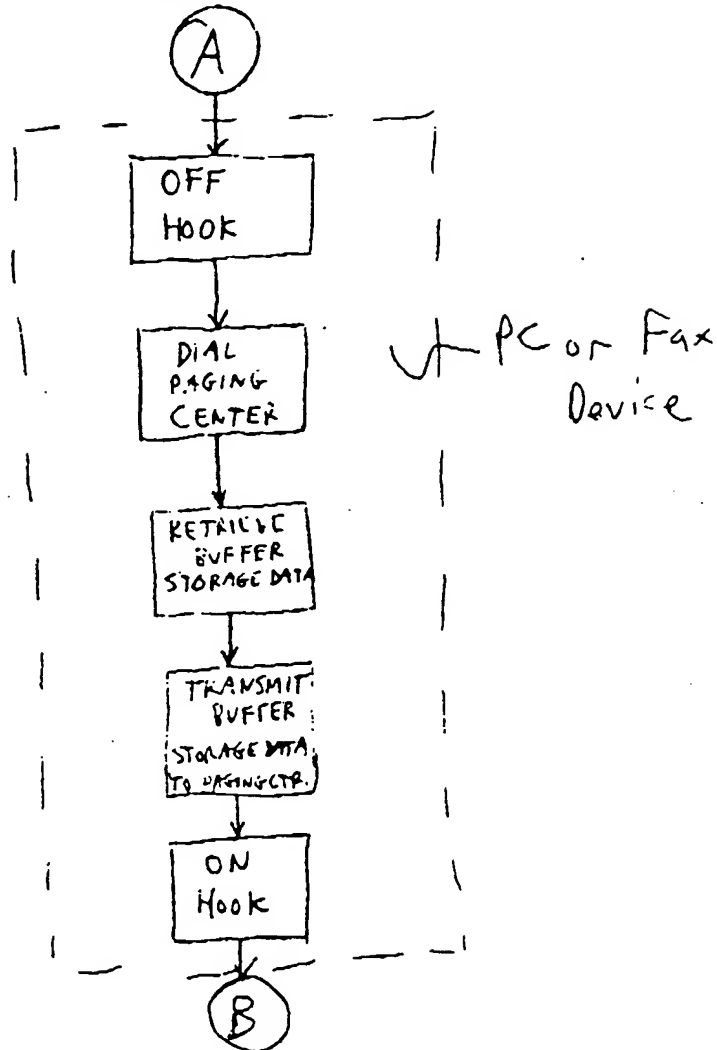 A
OFF
HOOK
DIAL
PAGING
CENTER
PC or Fax
Device
RETRIEVE
BUFFER
STORAGE DATA
TRANSMIT
BUFFER
STORAGE DATA
TO PAGING CTR.
ON
Hook
B